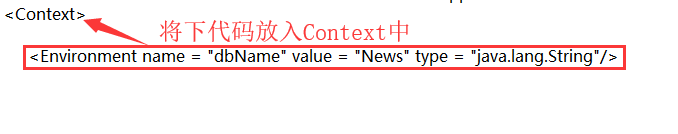 <Context>
将下代码放入Context中
<Environment name = "dbName" value = "News" type = "java.lang.String"/>